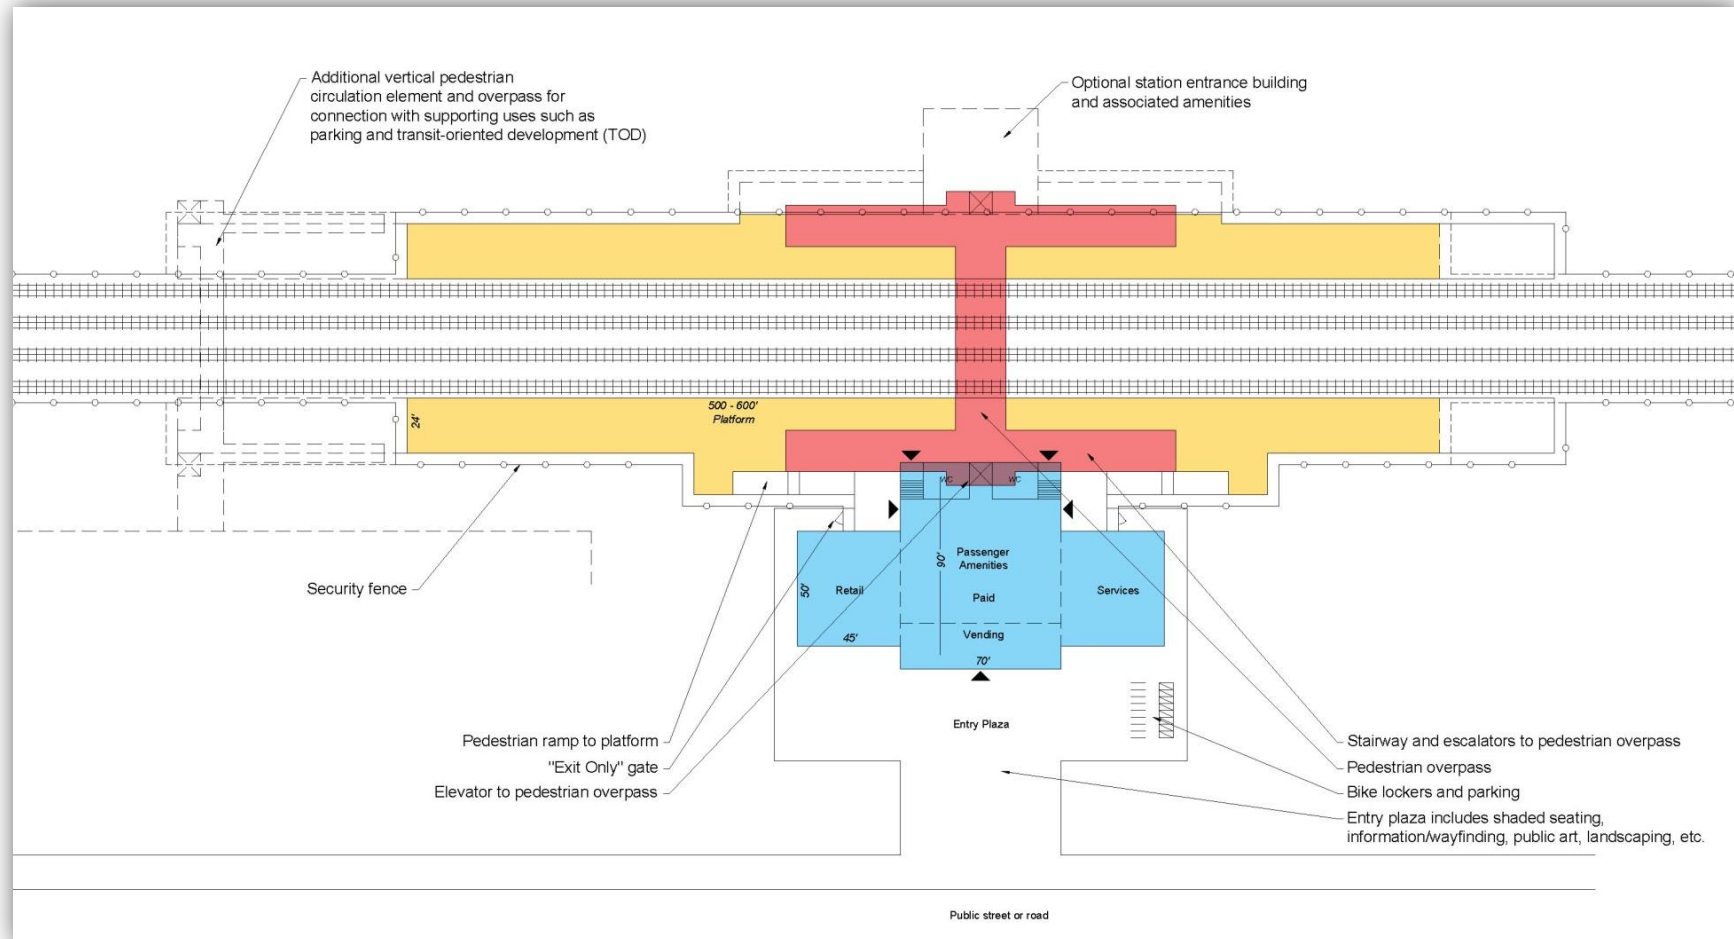 Additional vertical pedestrian
circulation element and overpass for
connection with supporting uses such as
parking and transit-oriented development (TOD)
Optional station entrance building
and associated amenities
500 - 600'
Platform
24'
WC
WC
Security fence
Passenger
Amenities
90'
50'
Retail
Paid
Services
Vending
45'
70'
Entry Plaza
Pedestrian ramp to platform
"Exit Only" gate
Elevator to pedestrian overpass
Stairway and escalators to pedestrian overpass
Pedestrian overpass
Bike lockers and parking
Entry plaza includes shaded seating,
information/wayfinding, public art, landscaping, etc.
Public street or road